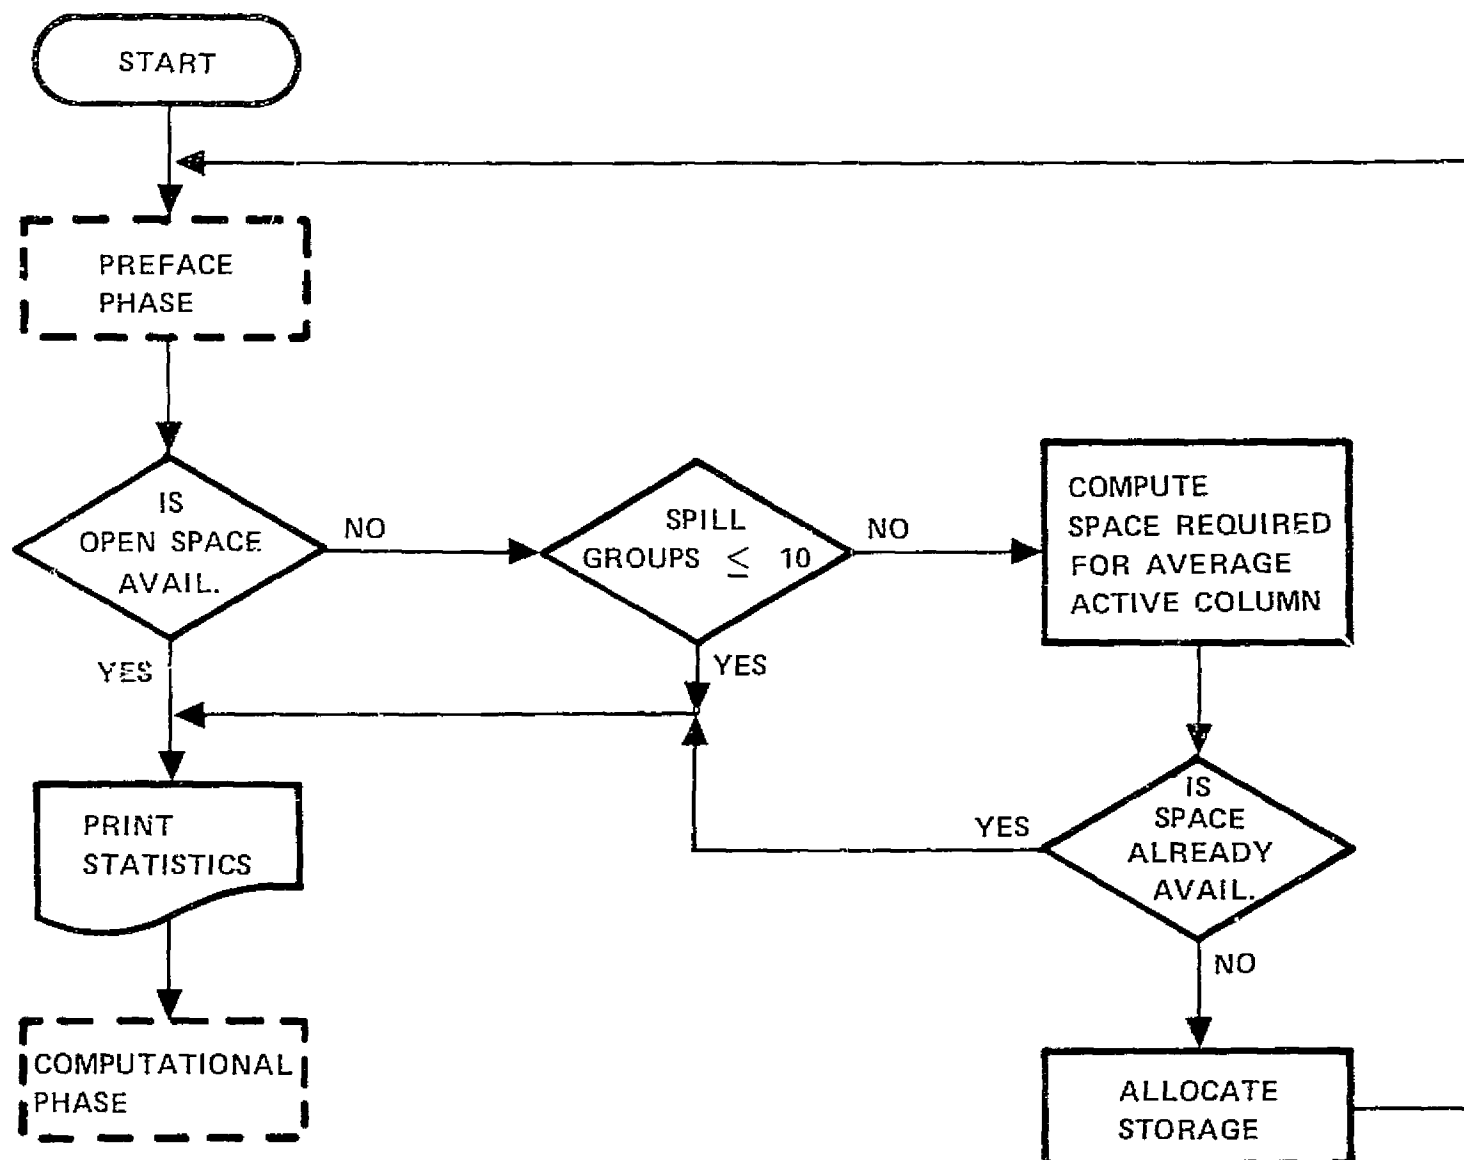 START
PREFACE
PHASE
IS
OPEN SPACE
AVAIL.
NO
YES
SPILL
GROUPS ≤ 10
NO
YES
COMPUTE
SPACE REQUIRED
FOR AVERAGE
ACTIVE COLUMN
IS
SPACE
ALREADY
AVAIL.
YES
NO
PRINT
STATISTICS
COMPUTATIONAL
PHASE
ALLOCATE
STORAGE